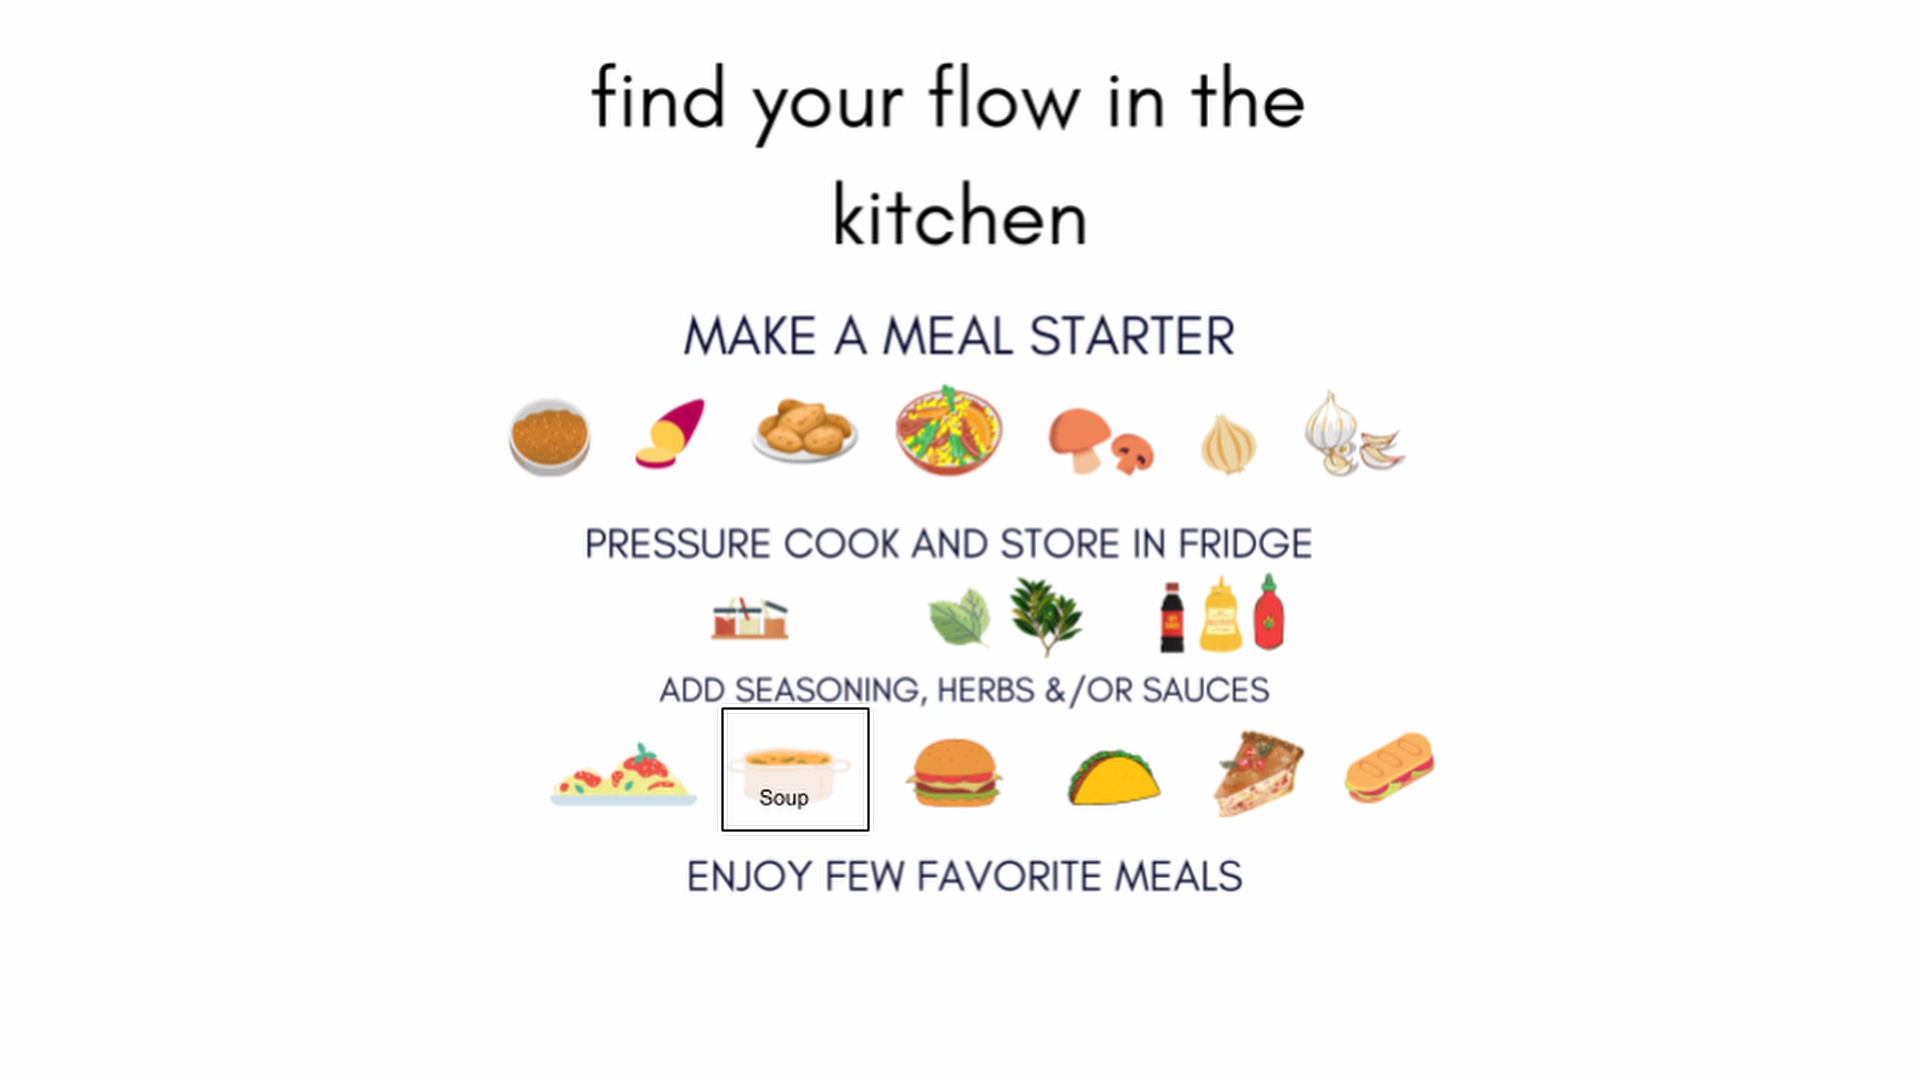 find your flow in the
kitchen
MAKE A MEAL STARTER
PRESSURE COOK AND STORE IN FRIDGE
ADD SEASONING, HERBS &/OR SAUCES
Soup
ENJOY FEW FAVORITE MEALS